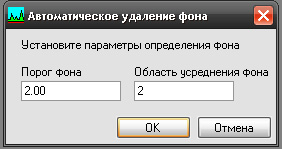 Автоматическое удаление фона
Установите параметры определения фона
Порог фона Область усреднения фона
2.00 2
OK Отмена